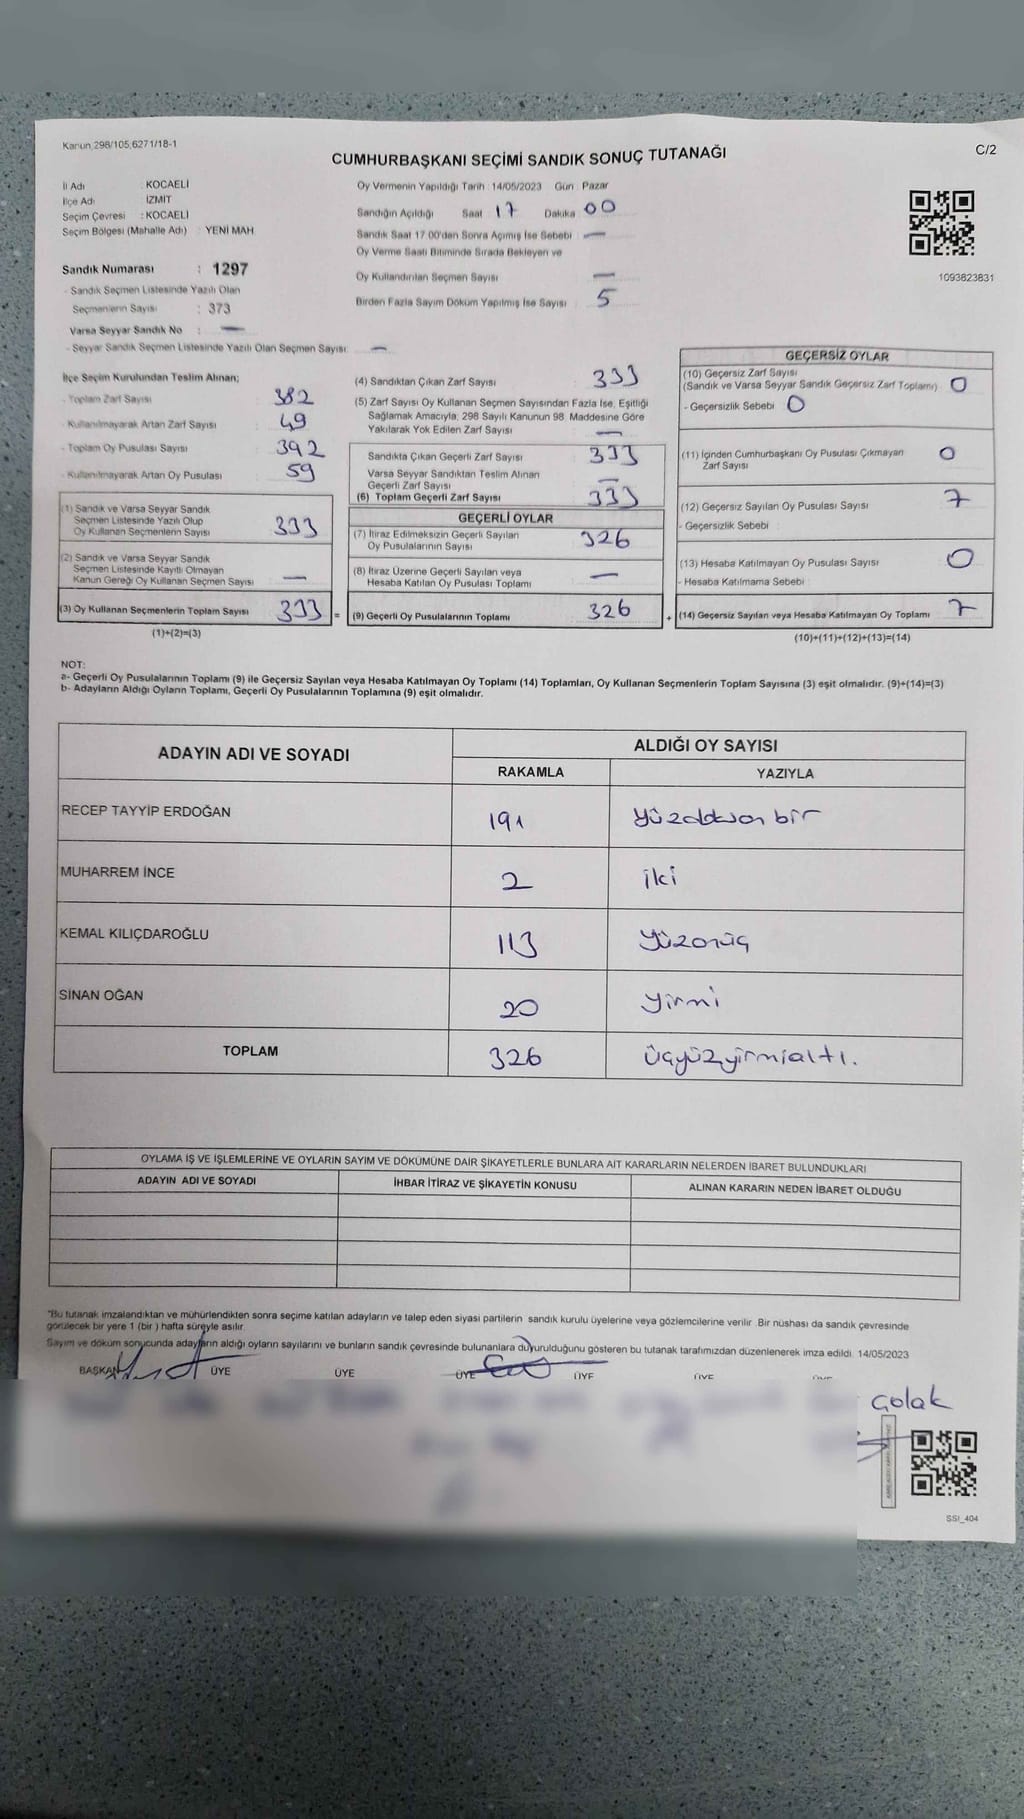 Kanun 298/105,6271/18-1
CUMHURBAŞKANI SEÇİMİ SANDIK SONUÇ TUTANAĞI
C/2
İl Adı : KOCAELİ
İlçe Adı : İZMİT
Seçim Çevresi : KOCAELİ
Seçim Bölgesi (Mahalle Adı) : YENİ MAH
Sandık Numarası : 1297
- Sandık Seçmen Listesinde Yazılı Olan
Seçmenlerin Sayısı : 373
Varsa Seyyar Sandık No : —
- Seyyar Sandık Seçmen Listesinde Yazılı Olan Seçmen Sayısı: —
Oy Vermenin Yapıldığı Tarih : 14/05/2023 Gün : Pazar
Sandığın Açıldığı Saat 17 Dakika 00
Sandık Saat 17.00'den Sonra Açılmış İse Sebebi : —
Oy Verme Saati Bitiminde Sırada Bekleyen ve
Oy Kullandırılan Seçmen Sayısı —
Birden Fazla Sayım Döküm Yapılmış İse Sayısı : 5
1093823831
İlçe Seçim Kurulundan Teslim Alınan;
- Toplam Zarf Sayısı 382
- Kullanılmayarak Artan Zarf Sayısı 49
- Toplam Oy Pusulası Sayısı 392
- Kullanılmayarak Artan Oy Pusulası 59
(1) Sandık ve Varsa Seyyar Sandık
Seçmen Listesinde Yazılı Olup
Oy Kullanan Seçmenlerin Sayısı 333
(2) Sandık ve Varsa Seyyar Sandık
Seçmen Listesinde Kayıtlı Olmayan
Kanun Gereği Oy Kullanan Seçmen Sayısı —
(3) Oy Kullanan Seçmenlerin Toplam Sayısı 333 =
(1)+(2)=(3)
(4) Sandıktan Çıkan Zarf Sayısı 333
(5) Zarf Sayısı Oy Kullanan Seçmen Sayısından Fazla İse, Eşitliği
Sağlamak Amacıyla; 298 Sayılı Kanunun 98. Maddesine Göre
Yakılarak Yok Edilen Zarf Sayısı —
Sandıkta Çıkan Geçerli Zarf Sayısı 333
Varsa Seyyar Sandıktan Teslim Alınan
Geçerli Zarf Sayısı —
(6) Toplam Geçerli Zarf Sayısı 333
GEÇERLİ OYLAR
(7) İtiraz Edilmeksizin Geçerli Sayılan
Oy Pusulalarının Sayısı 326
(8) İtiraz Üzerine Geçerli Sayılan veya
Hesaba Katılan Oy Pusulası Toplamı —
(9) Geçerli Oy Pusulalarının Toplamı 326 +
GEÇERSİZ OYLAR
(10) Geçersiz Zarf Sayısı
(Sandık ve Varsa Seyyar Sandık Geçersiz Zarf Toplamı) 0
- Geçersizlik Sebebi : 0
(11) İçinden Cumhurbaşkanı Oy Pusulası Çıkmayan
Zarf Sayısı 0
(12) Geçersiz Sayılan Oy Pusulası Sayısı 7
- Geçersizlik Sebebi :
(13) Hesaba Katılmayan Oy Pusulası Sayısı 0
- Hesaba Katılmama Sebebi :
(14) Geçersiz Sayılan veya Hesaba Katılmayan Oy Toplamı 7
(10)+(11)+(12)+(13)=(14)
NOT:
a- Geçerli Oy Pusulalarının Toplamı (9) ile Geçersiz Sayılan veya Hesaba Katılmayan Oy Toplamı (14) Toplamları, Oy Kullanan Seçmenlerin Toplam Sayısına (3) eşit olmalıdır. (9)+(14)=(3)
b- Adayların Aldığı Oyların Toplamı, Geçerli Oy Pusulalarının Toplamına (9) eşit olmalıdır.
ADAYIN ADI VE SOYADI
ALDIĞI OY SAYISI
RAKAMLA YAZIYLA
RECEP TAYYİP ERDOĞAN 191 yüzdoksan bir
MUHARREM İNCE 2 iki
KEMAL KILIÇDAROĞLU 113 yüzonüç
SİNAN OĞAN 20 yirmi
TOPLAM 326 üçyüzyirmialtı.
OYLAMA İŞ VE İŞLEMLERİNE VE OYLARIN SAYIM VE DÖKÜMÜNE DAİR ŞİKAYETLERLE BUNLARA AİT KARARLARIN NELERDEN İBARET BULUNDUKLARI
ADAYIN ADI VE SOYADI İHBAR İTİRAZ VE ŞİKAYETİN KONUSU ALINAN KARARIN NEDEN İBARET OLDUĞU
*Bu tutanak imzalandıktan ve mühürlendikten sonra seçime katılan adayların ve talep eden siyasi partilerin sandık kurulu üyelerine veya gözlemcilerine verilir. Bir nüshası da sandık çevresinde
görülecek bir yere 1 (bir) hafta süreyle asılır.
Sayım ve döküm sonucunda adayların aldığı oyların sayılarını ve bunların sandık çevresinde bulunanlara duyurulduğunu gösteren bu tutanak tarafımızdan düzenlenerek imza edildi. 14/05/2023
BAŞKAN ÜYE ÜYE ÜYE ÜYE ÜYE ÜYE
Çolak
SSI_404